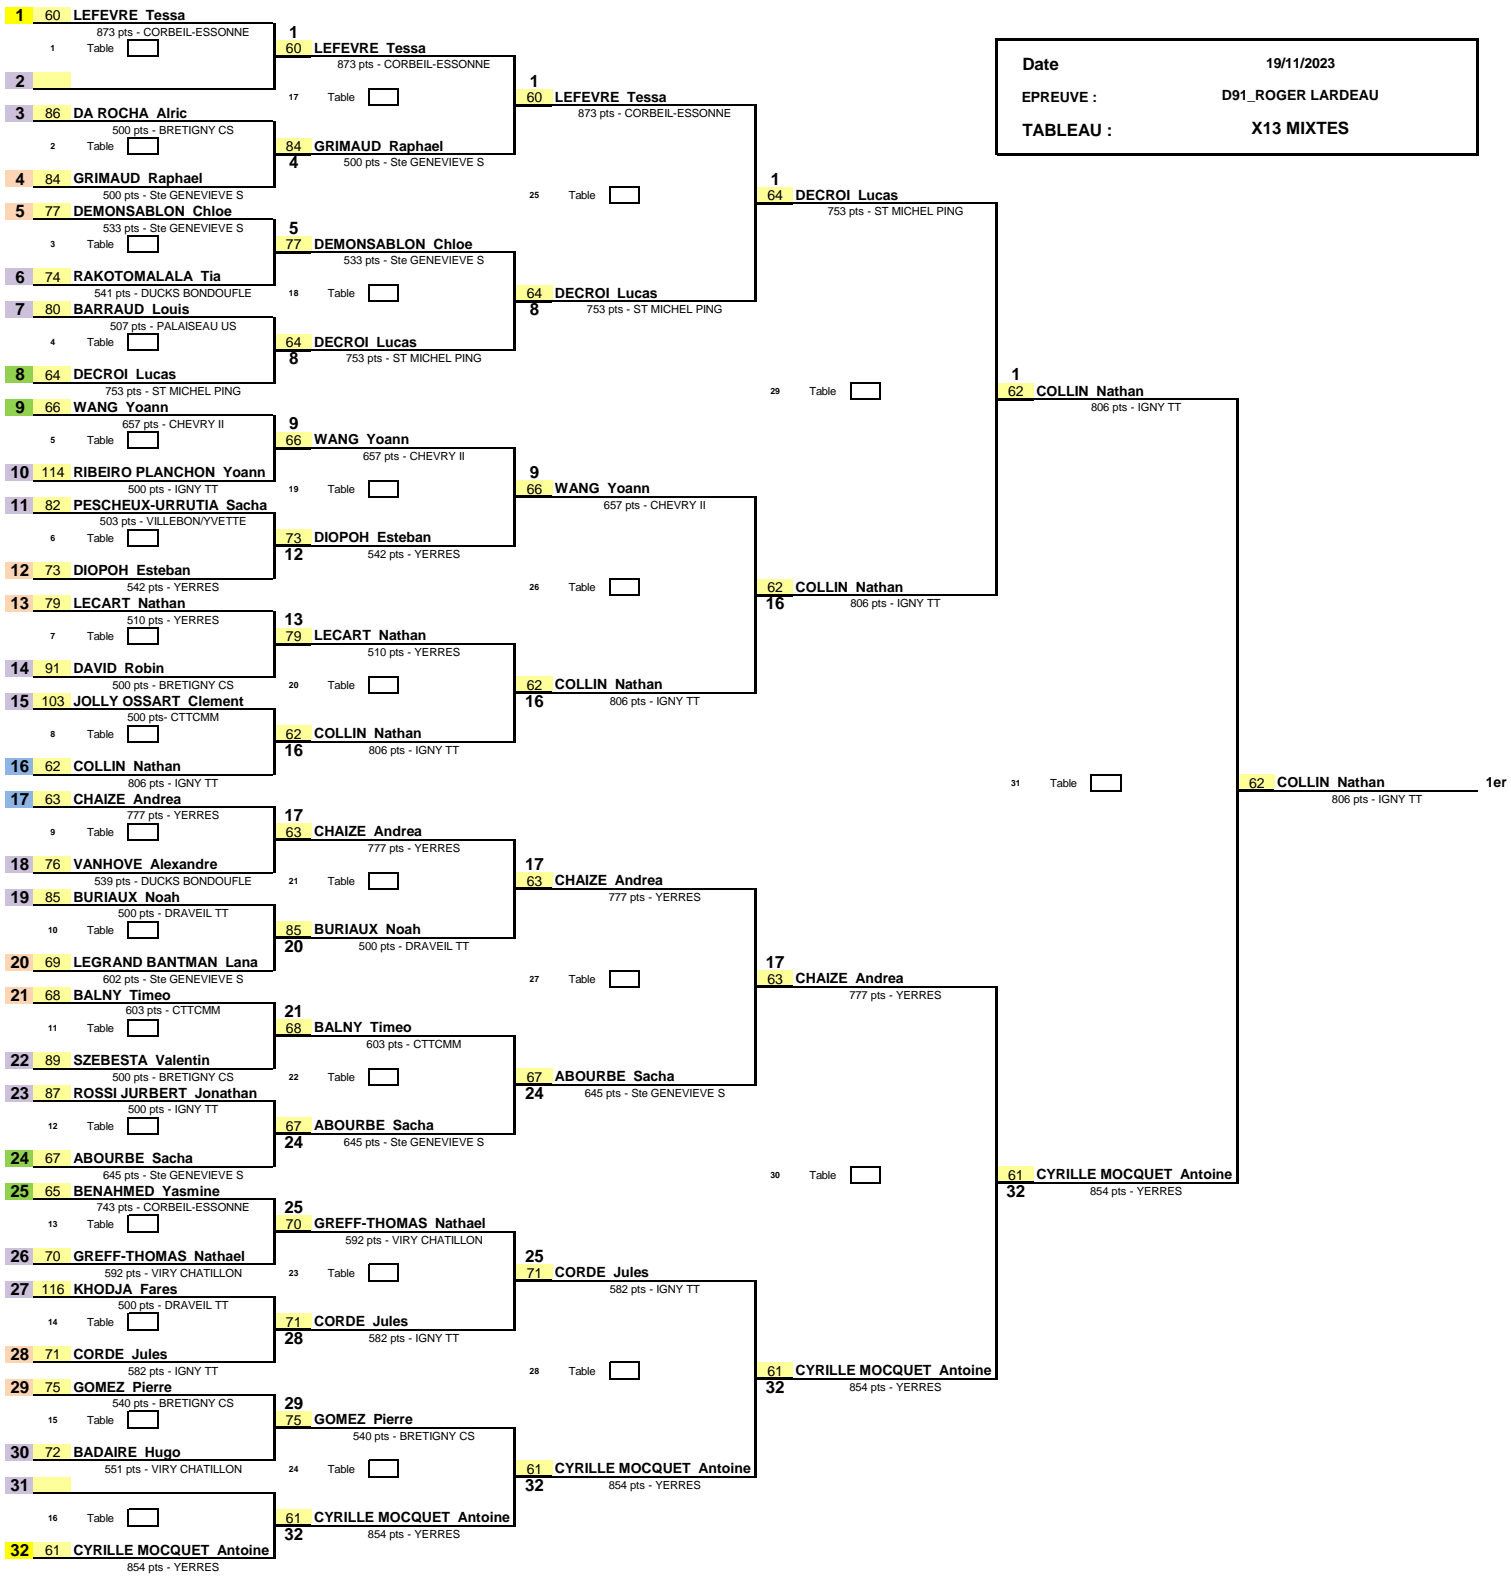 1 60 LEFEVRE Tessa
873 pts - CORBEIL-ESSONNE
1 Table
2
3 86 DA ROCHA Alric
500 pts - BRETIGNY CS
2 Table
4 84 GRIMAUD Raphael
500 pts - Ste GENEVIEVE S
5 77 DEMONSABLON Chloe
533 pts - Ste GENEVIEVE S
3 Table
6 74 RAKOTOMALALA Tia
541 pts - DUCKS BONDOUFLE
7 80 BARRAUD Louis
507 pts - PALAISEAU US
4 Table
8 64 DECROI Lucas
753 pts - ST MICHEL PING
9 66 WANG Yoann
657 pts - CHEVRY II
5 Table
10 114 RIBEIRO PLANCHON Yoann
500 pts - IGNY TT
11 82 PESCHEUX-URRUTIA Sacha
503 pts - VILLEBON/YVETTE
6 Table
12 73 DIOPOH Esteban
542 pts - YERRES
13 79 LECART Nathan
510 pts - YERRES
7 Table
14 91 DAVID Robin
500 pts - BRETIGNY CS
15 103 JOLLY OSSART Clement
500 pts- CTTCMM
8 Table
16 62 COLLIN Nathan
806 pts - IGNY TT
17 63 CHAIZE Andrea
777 pts - YERRES
9 Table
18 76 VANHOVE Alexandre
539 pts - DUCKS BONDOUFLE
19 85 BURIAUX Noah
500 pts - DRAVEIL TT
10 Table
20 69 LEGRAND BANTMAN Lana
602 pts - Ste GENEVIEVE S
21 68 BALNY Timeo
603 pts - CTTCMM
11 Table
22 89 SZEBESTA Valentin
500 pts - BRETIGNY CS
23 87 ROSSI JURBERT Jonathan
500 pts - IGNY TT
12 Table
24 67 ABOURBE Sacha
645 pts - Ste GENEVIEVE S
25 65 BENAHMED Yasmine
743 pts - CORBEIL-ESSONNE
13 Table
26 70 GREFF-THOMAS Nathael
592 pts - VIRY CHATILLON
27 116 KHODJA Fares
500 pts - DRAVEIL TT
14 Table
28 71 CORDE Jules
582 pts - IGNY TT
29 75 GOMEZ Pierre
540 pts - BRETIGNY CS
15 Table
30 72 BADAIRE Hugo
551 pts - VIRY CHATILLON
31
16 Table
32 61 CYRILLE MOCQUET Antoine
854 pts - YERRES
1
60 LEFEVRE Tessa
873 pts - CORBEIL-ESSONNE
17 Table
84 GRIMAUD Raphael
4 500 pts - Ste GENEVIEVE S
5
77 DEMONSABLON Chloe
533 pts - Ste GENEVIEVE S
18 Table
64 DECROI Lucas
8 753 pts - ST MICHEL PING
9
66 WANG Yoann
657 pts - CHEVRY II
19 Table
73 DIOPOH Esteban
12 542 pts - YERRES
13
79 LECART Nathan
510 pts - YERRES
20 Table
62 COLLIN Nathan
16 806 pts - IGNY TT
17
63 CHAIZE Andrea
777 pts - YERRES
21 Table
85 BURIAUX Noah
20 500 pts - DRAVEIL TT
21
68 BALNY Timeo
603 pts - CTTCMM
22 Table
67 ABOURBE Sacha
24 645 pts - Ste GENEVIEVE S
25
70 GREFF-THOMAS Nathael
592 pts - VIRY CHATILLON
23 Table
71 CORDE Jules
28 582 pts - IGNY TT
29
75 GOMEZ Pierre
540 pts - BRETIGNY CS
24 Table
61 CYRILLE MOCQUET Antoine
32 854 pts - YERRES
1
60 LEFEVRE Tessa
873 pts - CORBEIL-ESSONNE
25 Table
64 DECROI Lucas
8 753 pts - ST MICHEL PING
9
66 WANG Yoann
657 pts - CHEVRY II
26 Table
62 COLLIN Nathan
16 806 pts - IGNY TT
17
63 CHAIZE Andrea
777 pts - YERRES
27 Table
67 ABOURBE Sacha
24 645 pts - Ste GENEVIEVE S
25
71 CORDE Jules
582 pts - IGNY TT
28 Table
61 CYRILLE MOCQUET Antoine
32 854 pts - YERRES
1
64 DECROI Lucas
753 pts - ST MICHEL PING
29 Table
62 COLLIN Nathan
16 806 pts - IGNY TT
17
63 CHAIZE Andrea
777 pts - YERRES
30 Table
61 CYRILLE MOCQUET Antoine
32 854 pts - YERRES
Date 19/11/2023
EPREUVE : D91_ROGER LARDEAU
TABLEAU : X13 MIXTES
1
62 COLLIN Nathan
806 pts - IGNY TT
31 Table
61 CYRILLE MOCQUET Antoine
32 854 pts - YERRES
62 COLLIN Nathan 1er
806 pts - IGNY TT